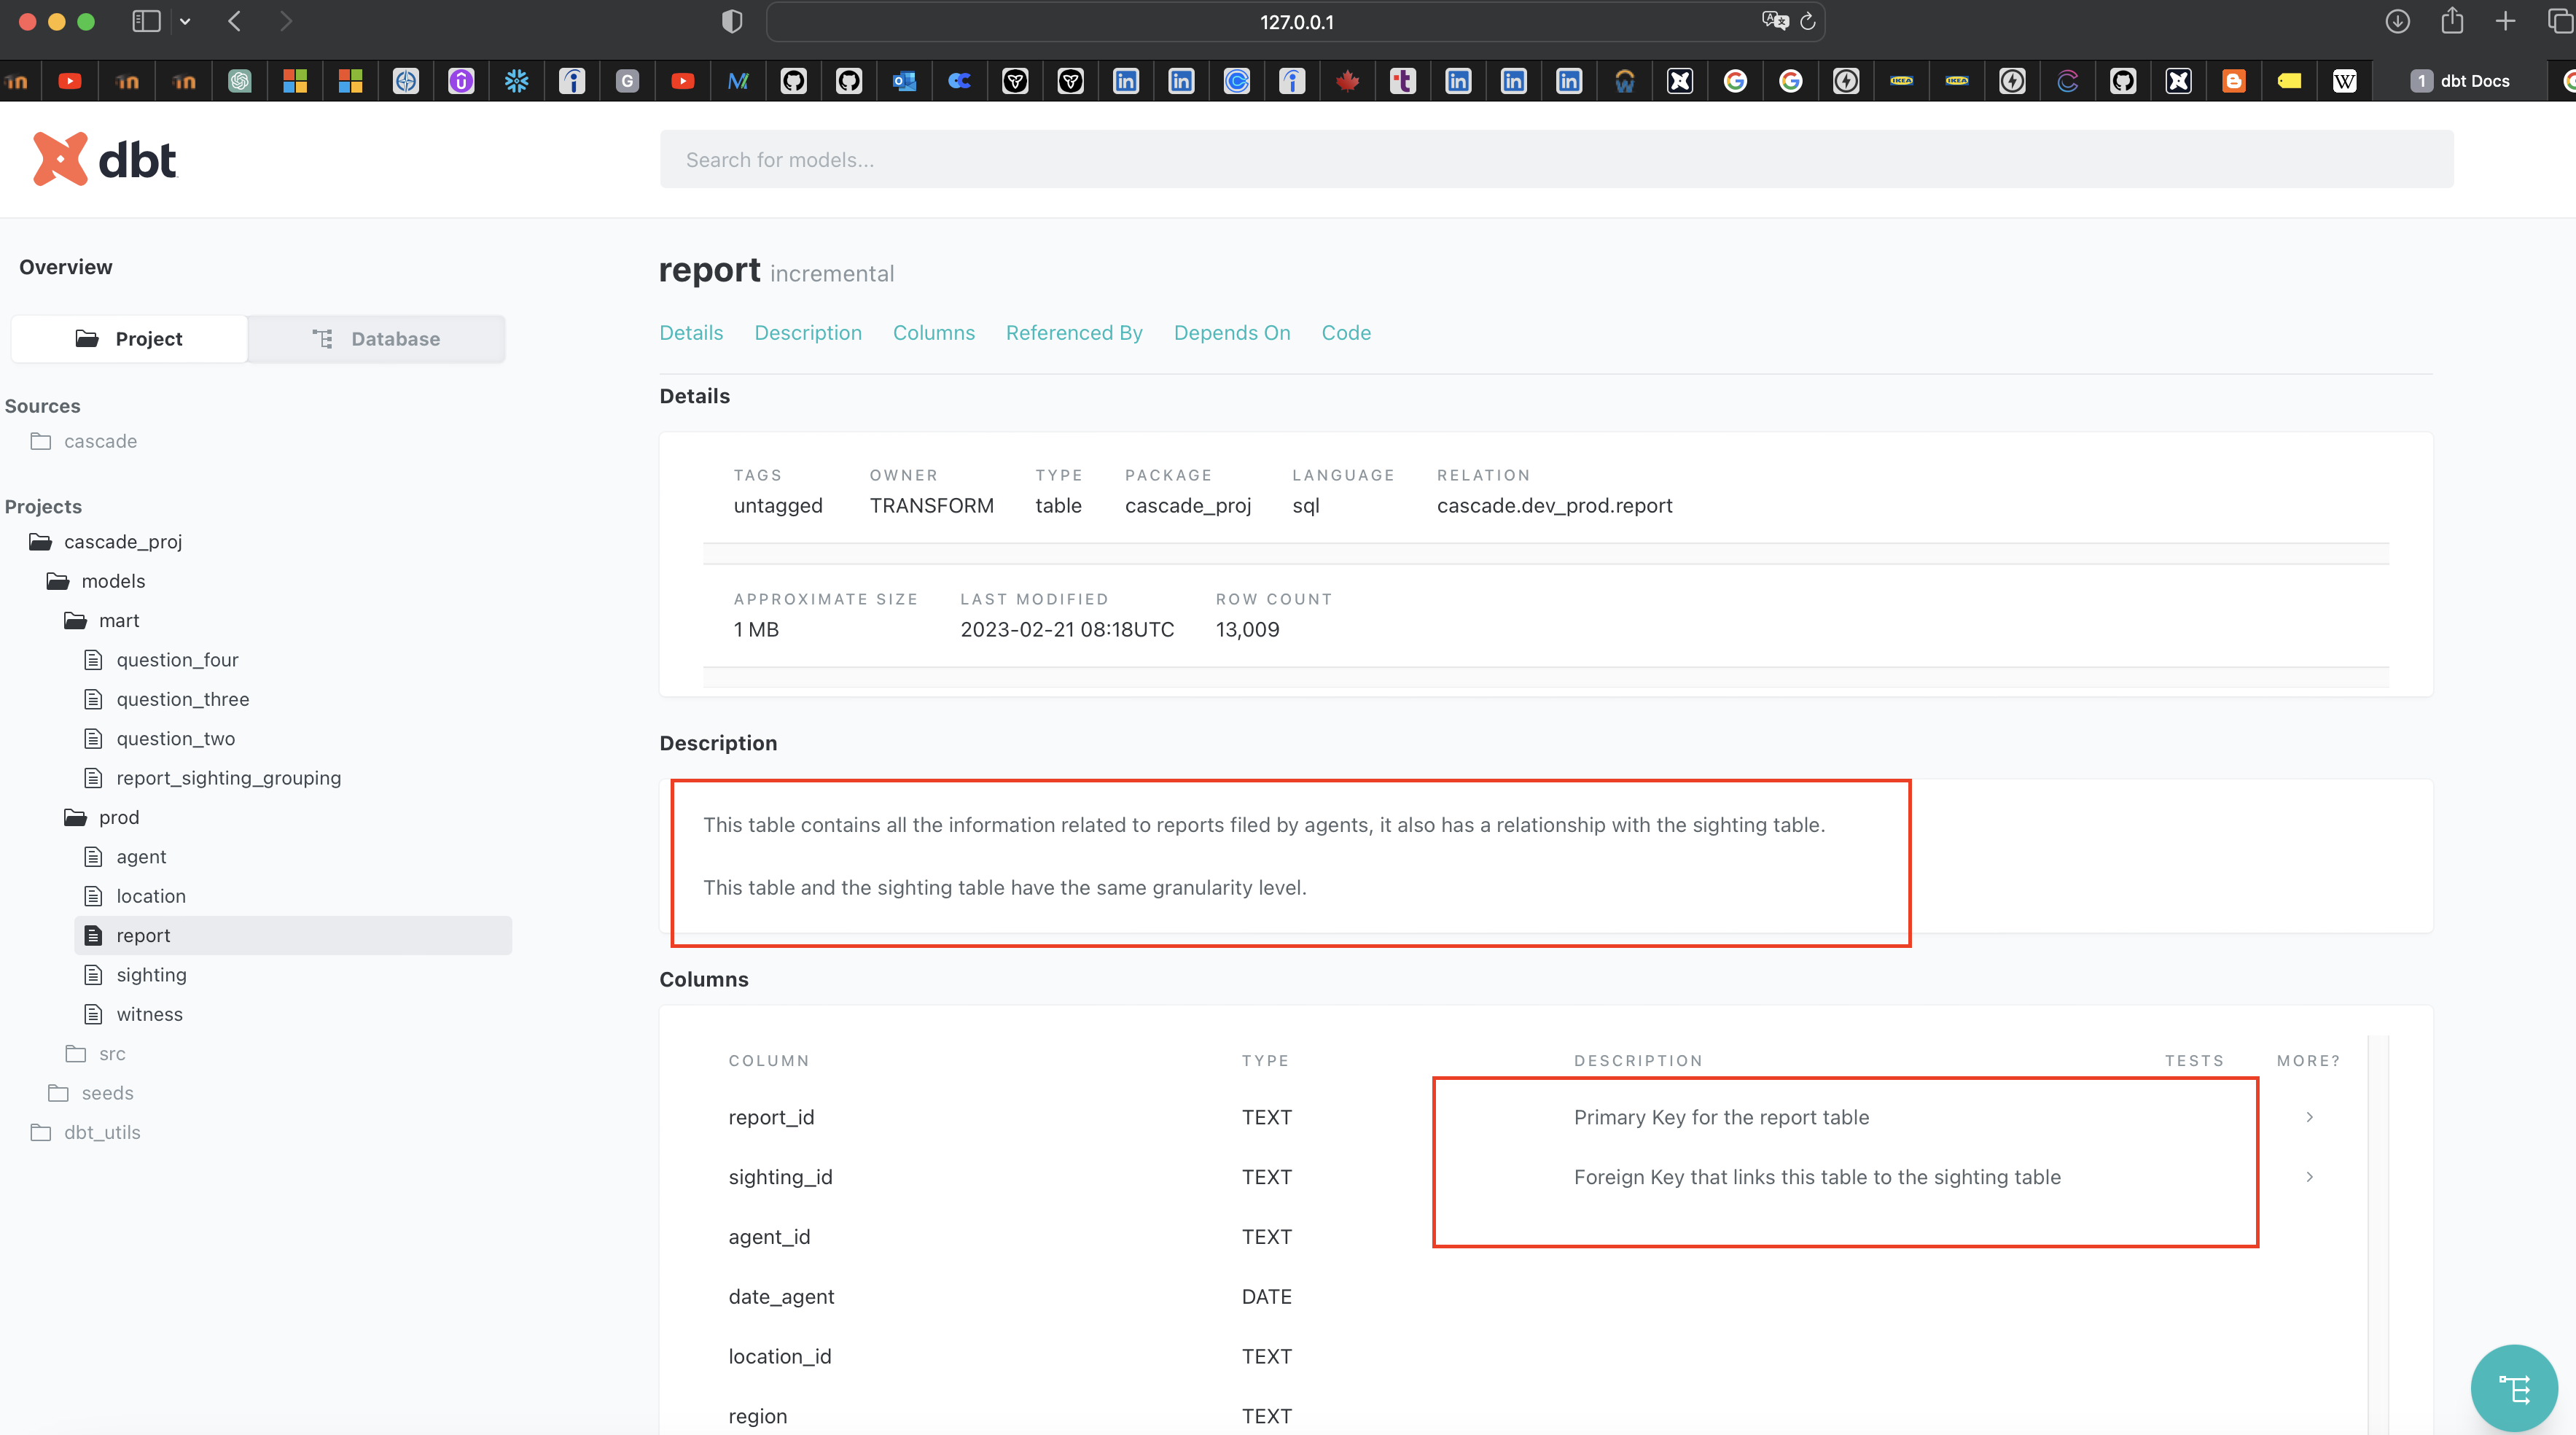 127.0.0.1
1 dbt Docs
dbt
Search for models...
Overview
Project
Database
Sources
cascade
Projects
cascade_proj
models
mart
question_four
question_three
question_two
report_sighting_grouping
prod
agent
location
report
sighting
witness
src
seeds
dbt_utils
report incremental
Details Description Columns Referenced By Depends On Code
Details
TAGS OWNER TYPE PACKAGE LANGUAGE RELATION
untagged TRANSFORM table cascade_proj sql cascade.dev_prod.report
APPROXIMATE SIZE LAST MODIFIED ROW COUNT
1 MB 2023-02-21 08:18UTC 13,009
Description
This table contains all the information related to reports filed by agents, it also has a relationship with the sighting table.
This table and the sighting table have the same granularity level.
Columns
COLUMN TYPE DESCRIPTION TESTS MORE?
report_id TEXT Primary Key for the report table
sighting_id TEXT Foreign Key that links this table to the sighting table
agent_id TEXT
date_agent DATE
location_id TEXT
region TEXT